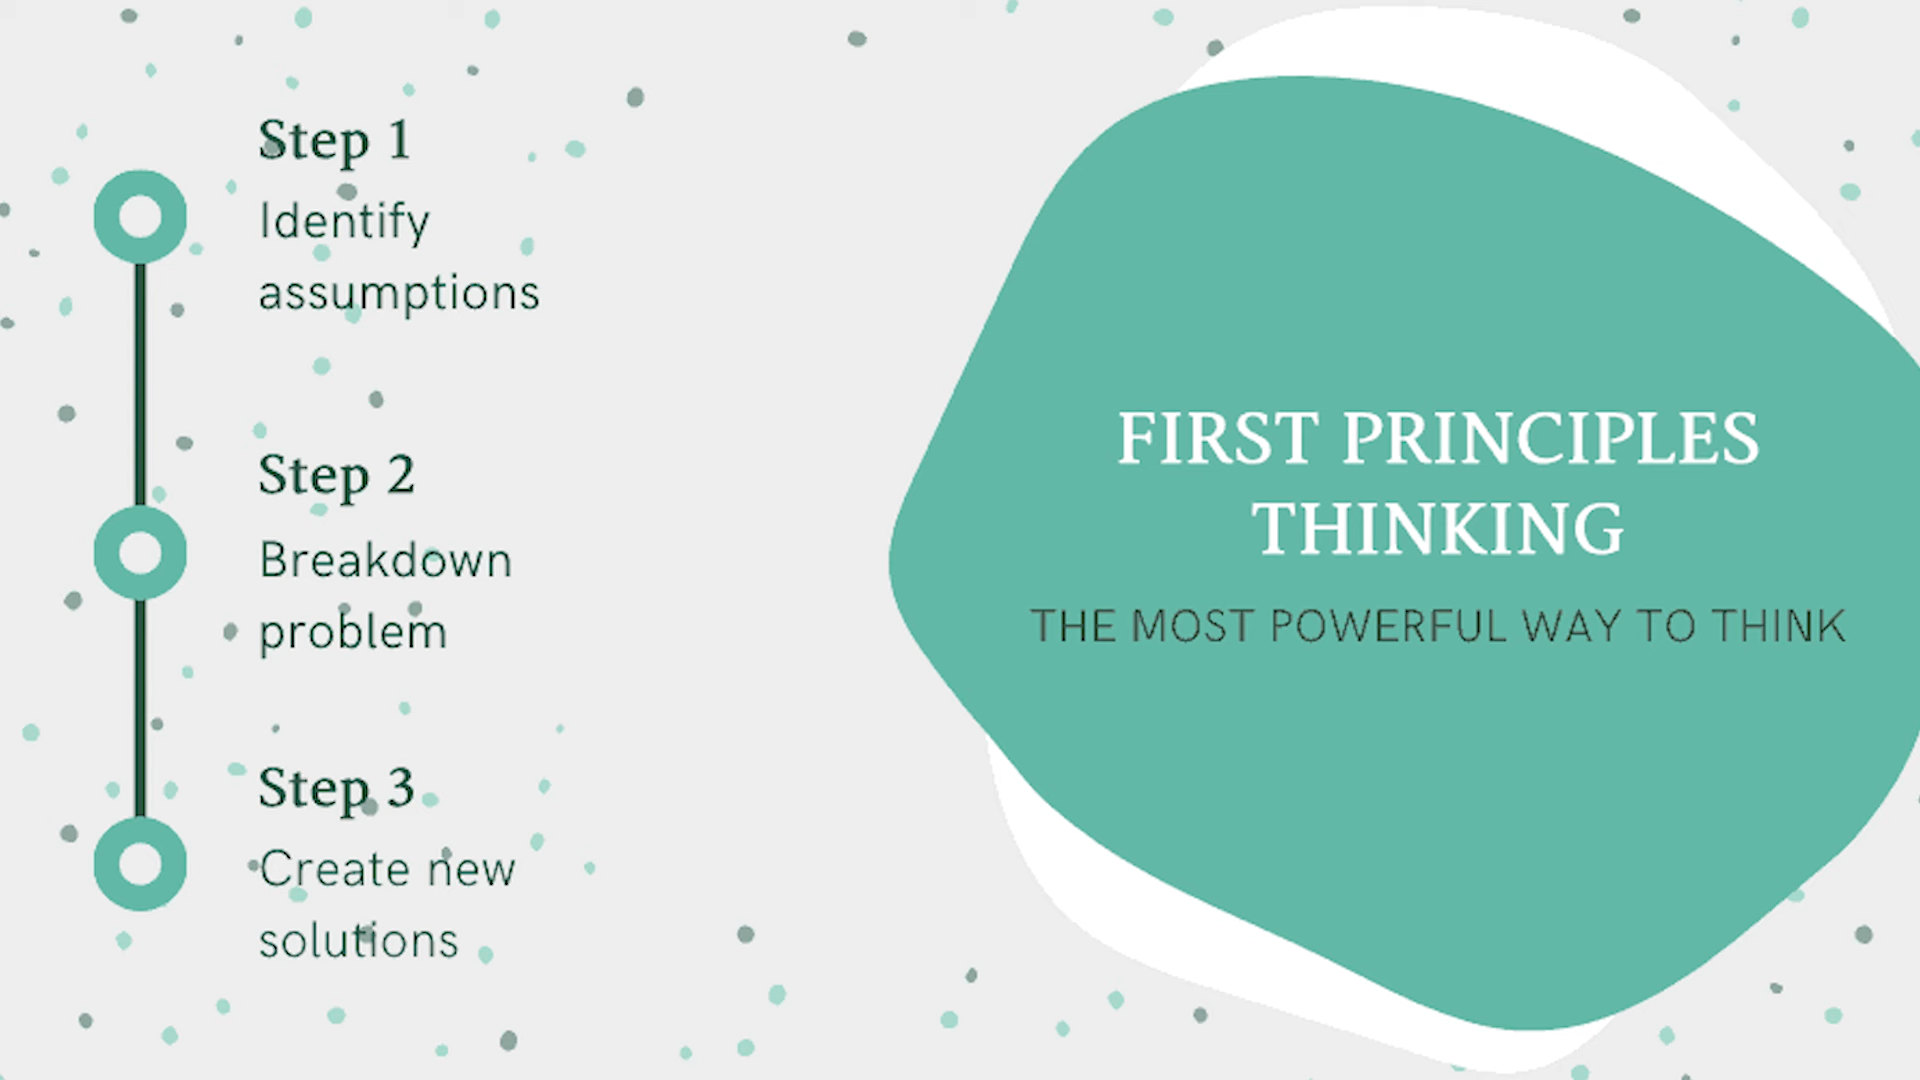 Step 1
Identify
assumptions
Step 2
Breakdown
problem
Step 3
Create new
solutions
FIRST PRINCIPLES
THINKING
THE MOST POWERFUL WAY TO THINK